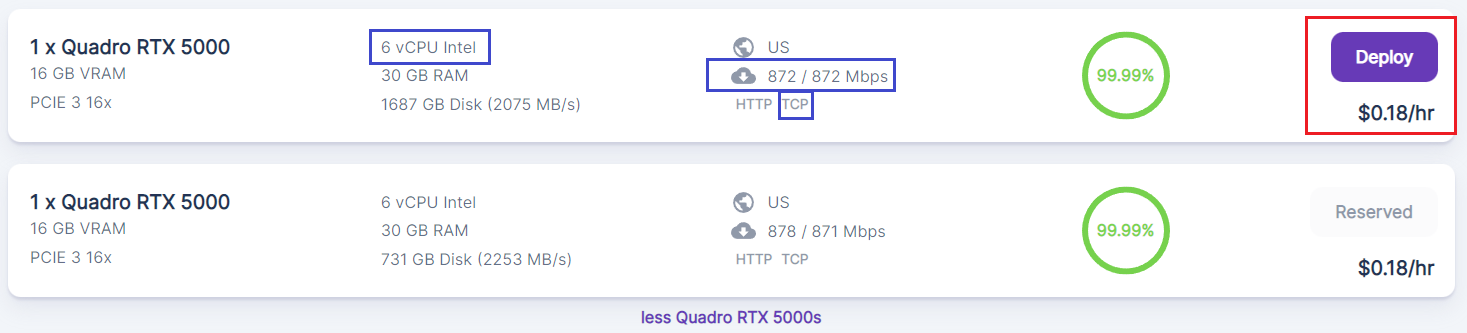 1 x Quadro RTX 5000
16 GB VRAM
PCIE 3 16x
6 vCPU Intel
30 GB RAM
1687 GB Disk (2075 MB/s)
US
872 / 872 Mbps
HTTP TCP
99.99%
Deploy
$0.18/hr
1 x Quadro RTX 5000
16 GB VRAM
PCIE 3 16x
6 vCPU Intel
30 GB RAM
731 GB Disk (2253 MB/s)
US
878 / 871 Mbps
HTTP TCP
99.99%
Reserved
$0.18/hr
less Quadro RTX 5000s